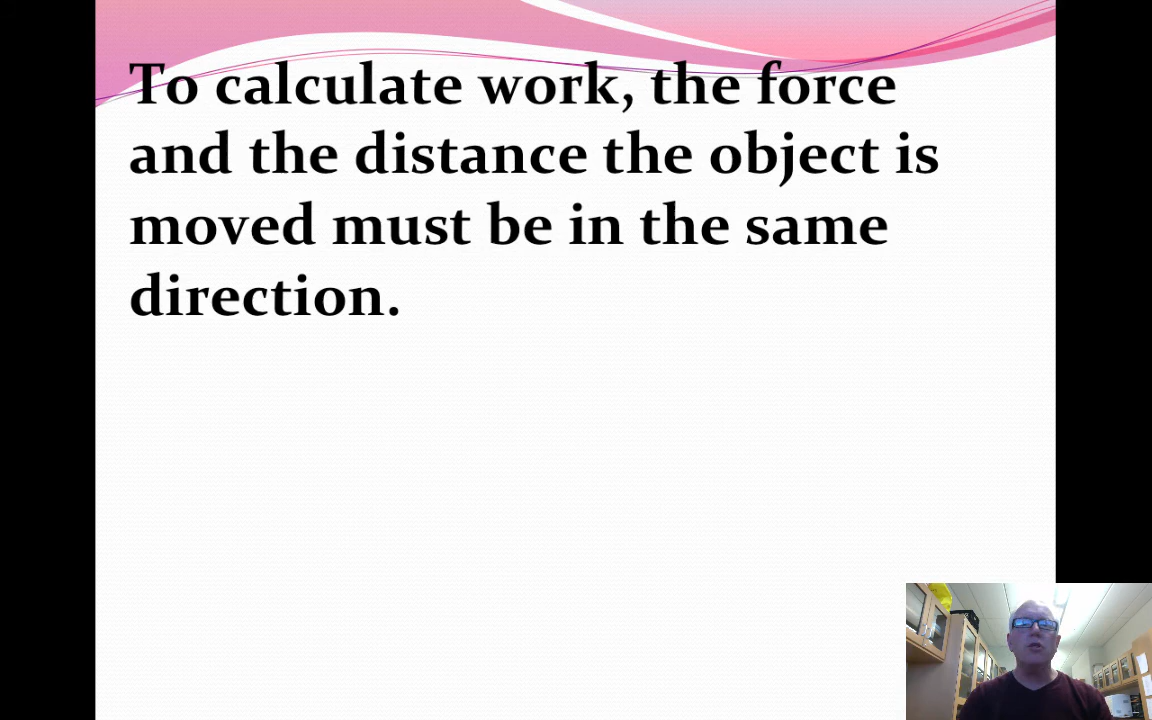 To calculate work, the force
and the distance the object is
moved must be in the same
direction.